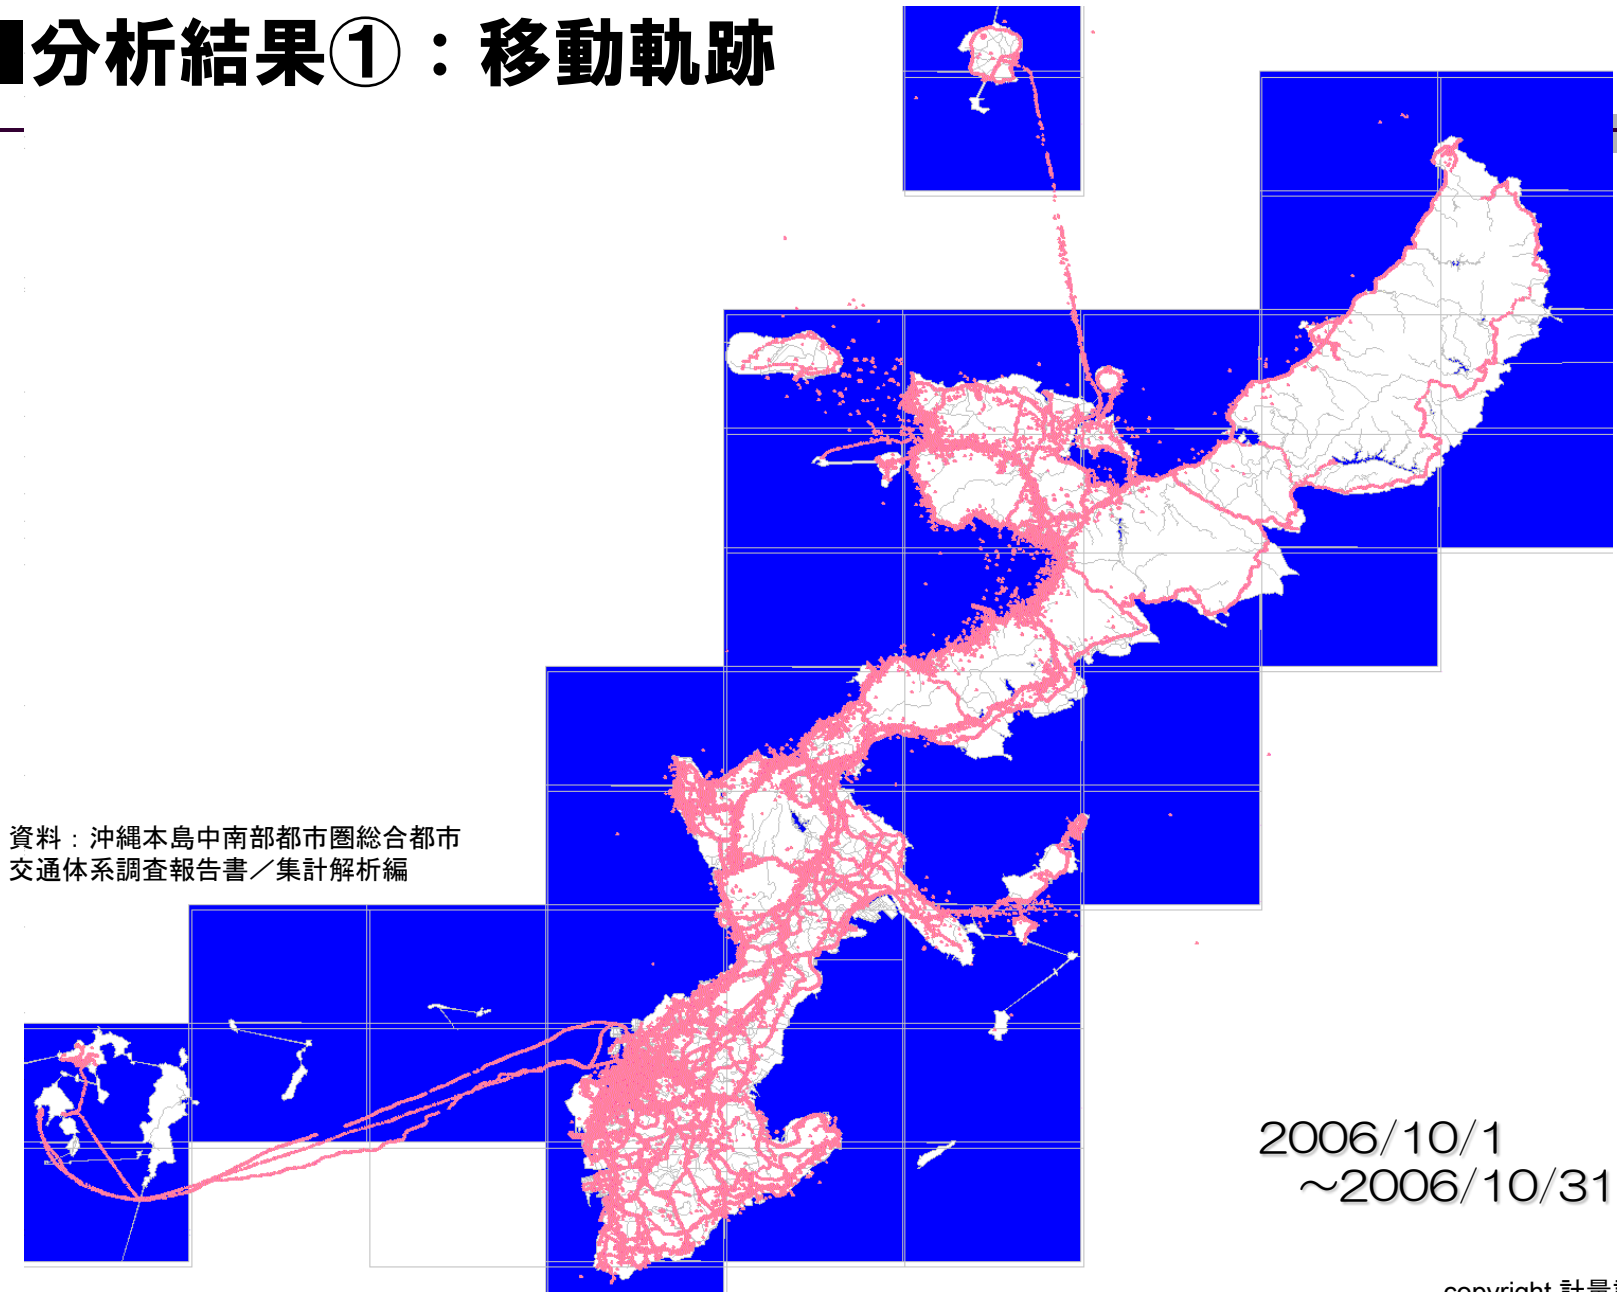 ■分析結果①：移動軌跡
資料：沖縄本島中南部都市圏総合都市
交通体系調査報告書／集計解析編
2006/10/1
～2006/10/31
copyright 計量